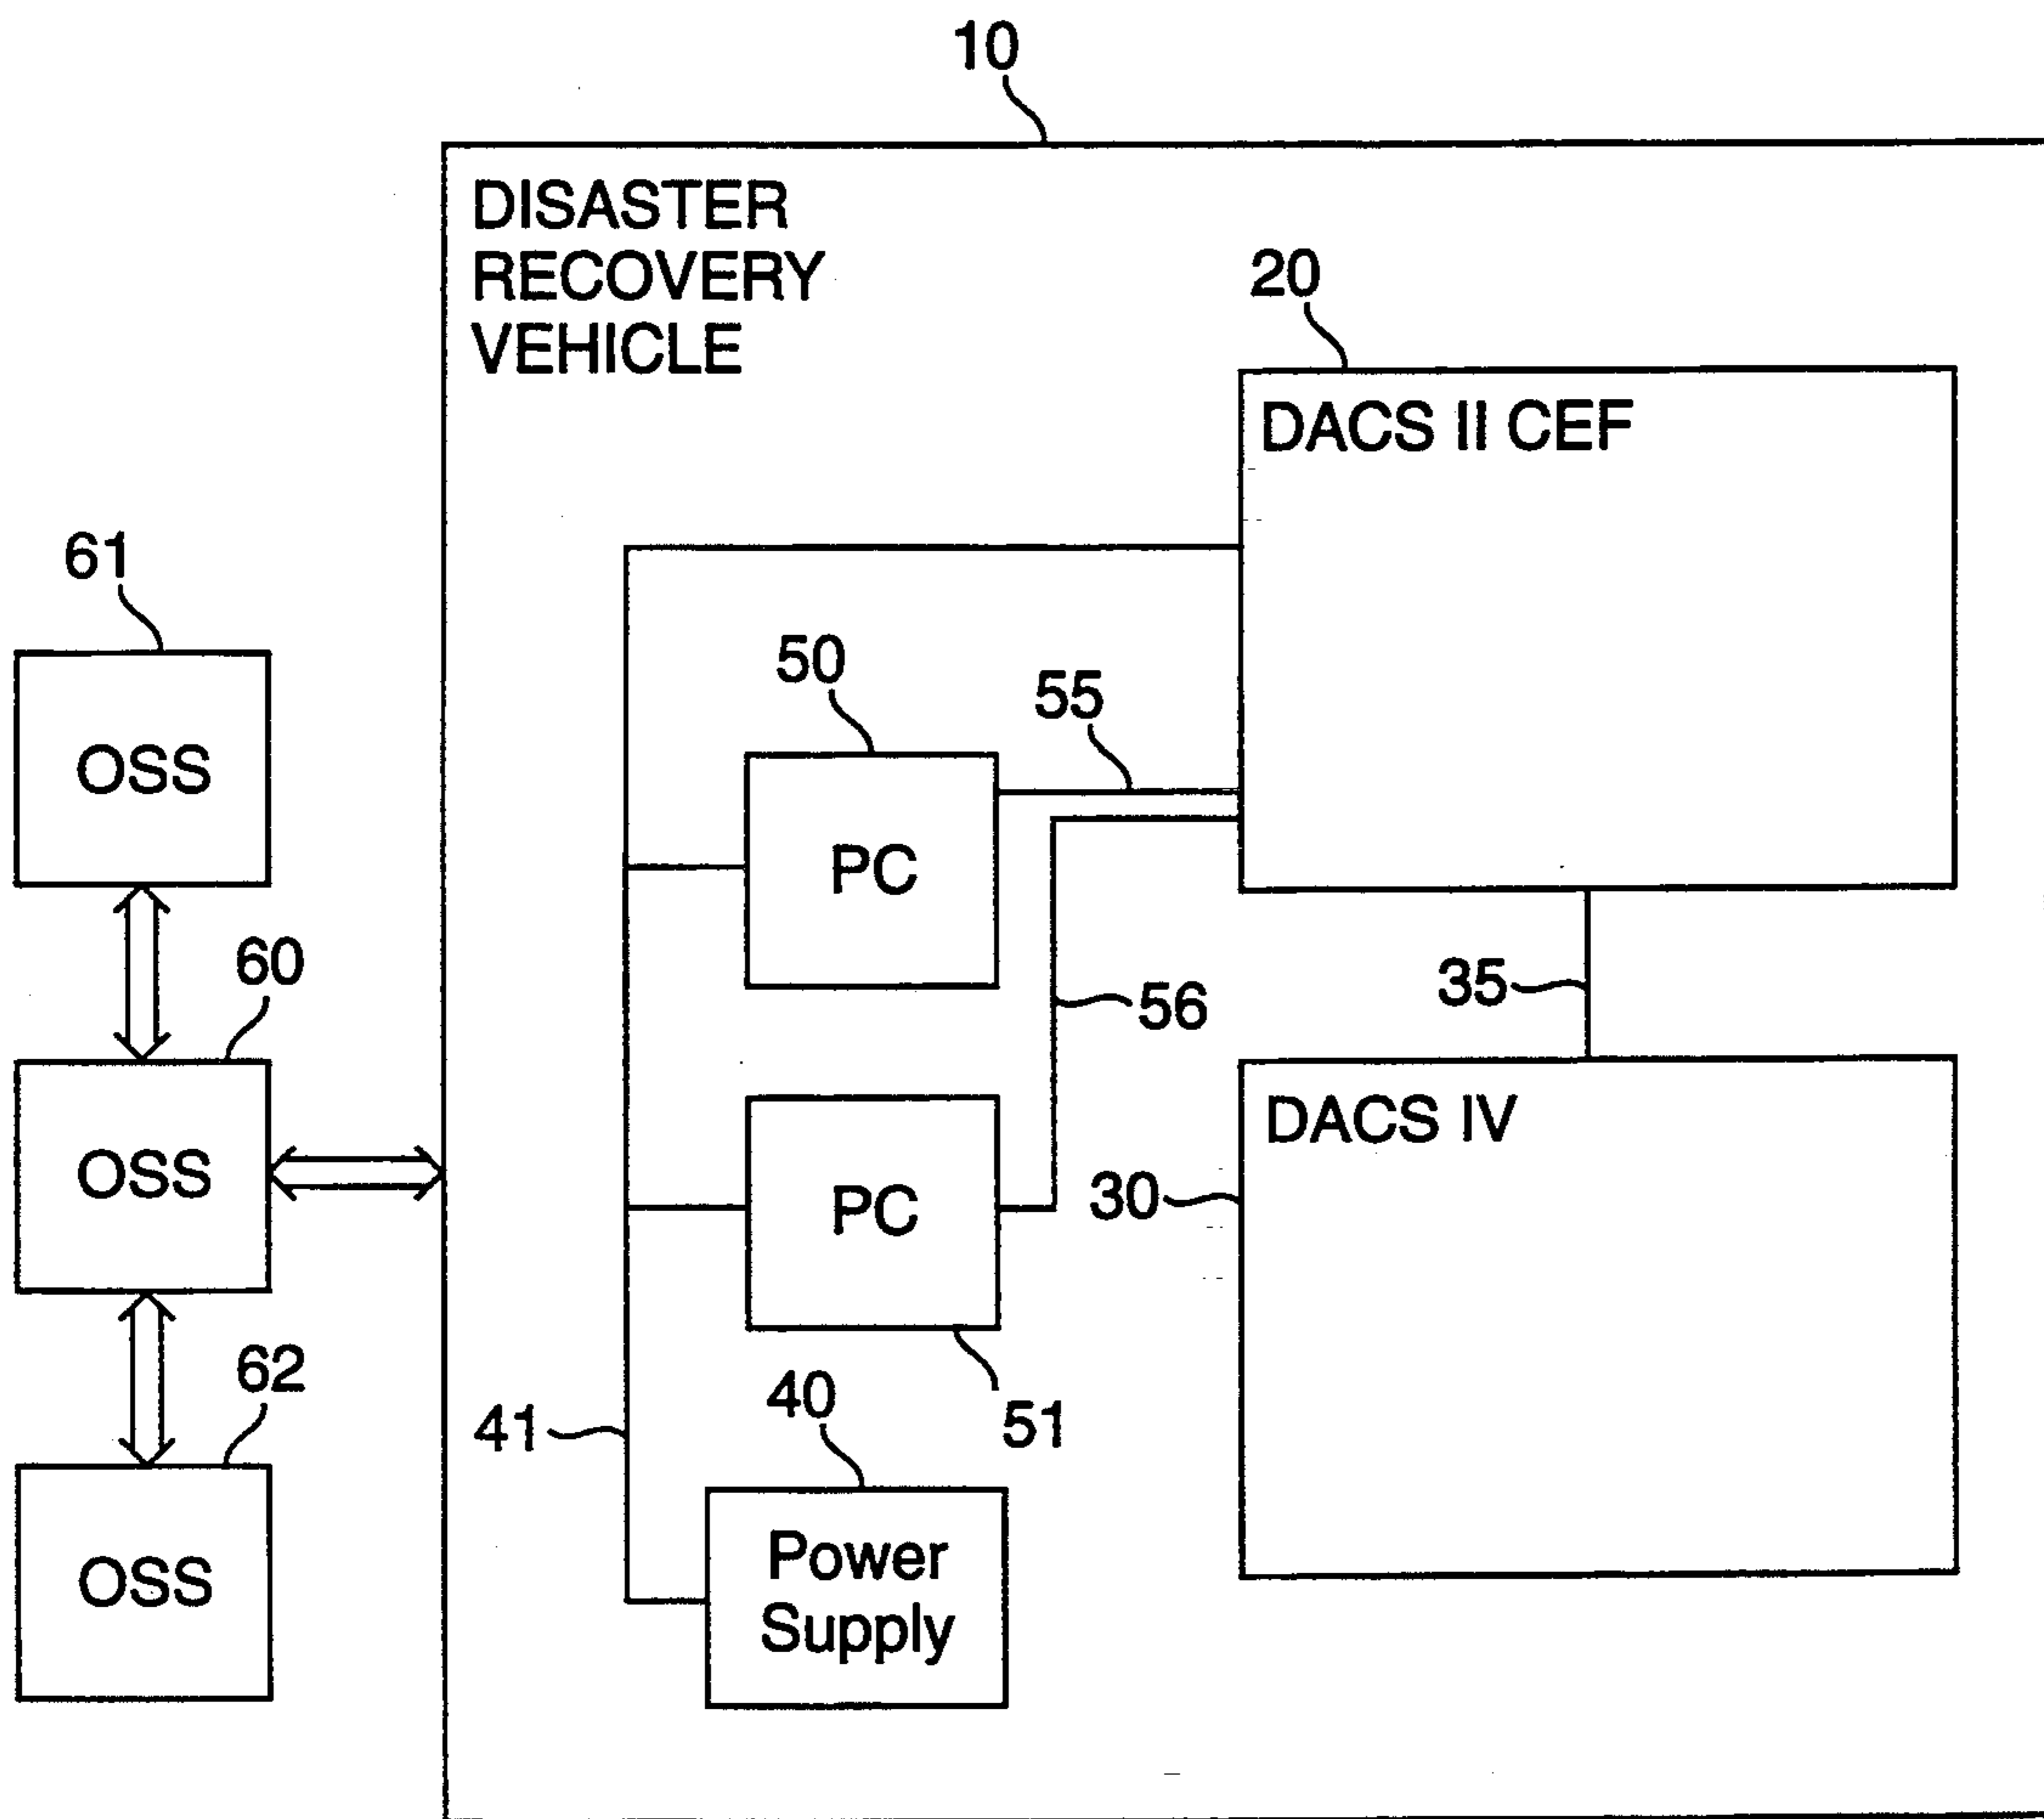 10
DISASTER
RECOVERY
VEHICLE
20
DACS II CEF
61
50
55
OSS
PC
60
35
56
DACS IV
OSS
PC
30
62
40
41
51
Power
Supply
OSS